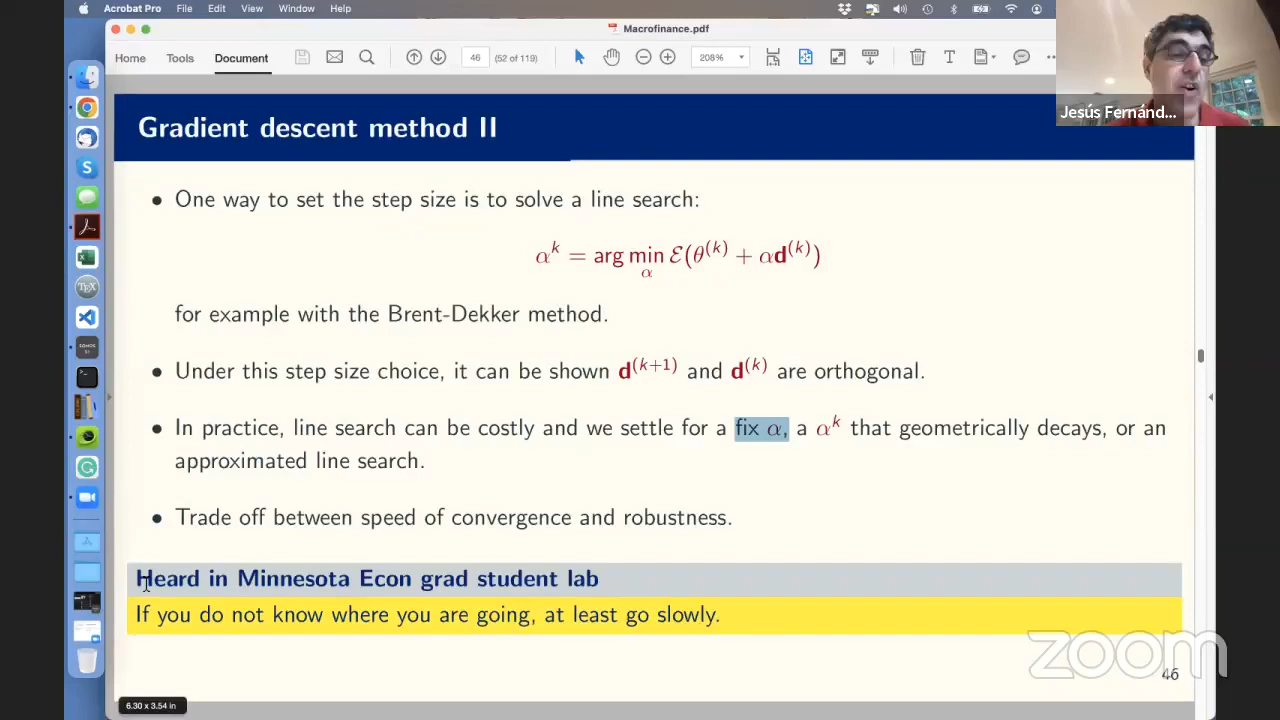 Acrobat Pro File Edit View Window Help
Macrofinance.pdf
Home Tools Document 46 (52 of 119) 208%
Jesús Fernánd...
Gradient descent method II
• One way to set the step size is to solve a line search:
α^k = arg min_α ℰ(θ^(k) + αd^(k))
for example with the Brent-Dekker method.
• Under this step size choice, it can be shown d^(k+1) and d^(k) are orthogonal.
• In practice, line search can be costly and we settle for a fix α, a α^k that geometrically decays, or an
approximated line search.
• Trade off between speed of convergence and robustness.
Heard in Minnesota Econ grad student lab
If you do not know where you are going, at least go slowly.
zoom
46
6.30 x 3.54 in